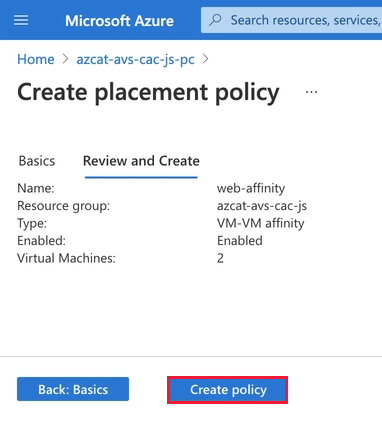 Microsoft Azure
Search resources, services,
Home > azcat-avs-cac-js-pc >
Create placement policy ...
Basics Review and Create
Name: web-affinity
Resource group: azcat-avs-cac-js
Type: VM-VM affinity
Enabled: Enabled
Virtual Machines: 2
Back: Basics Create policy